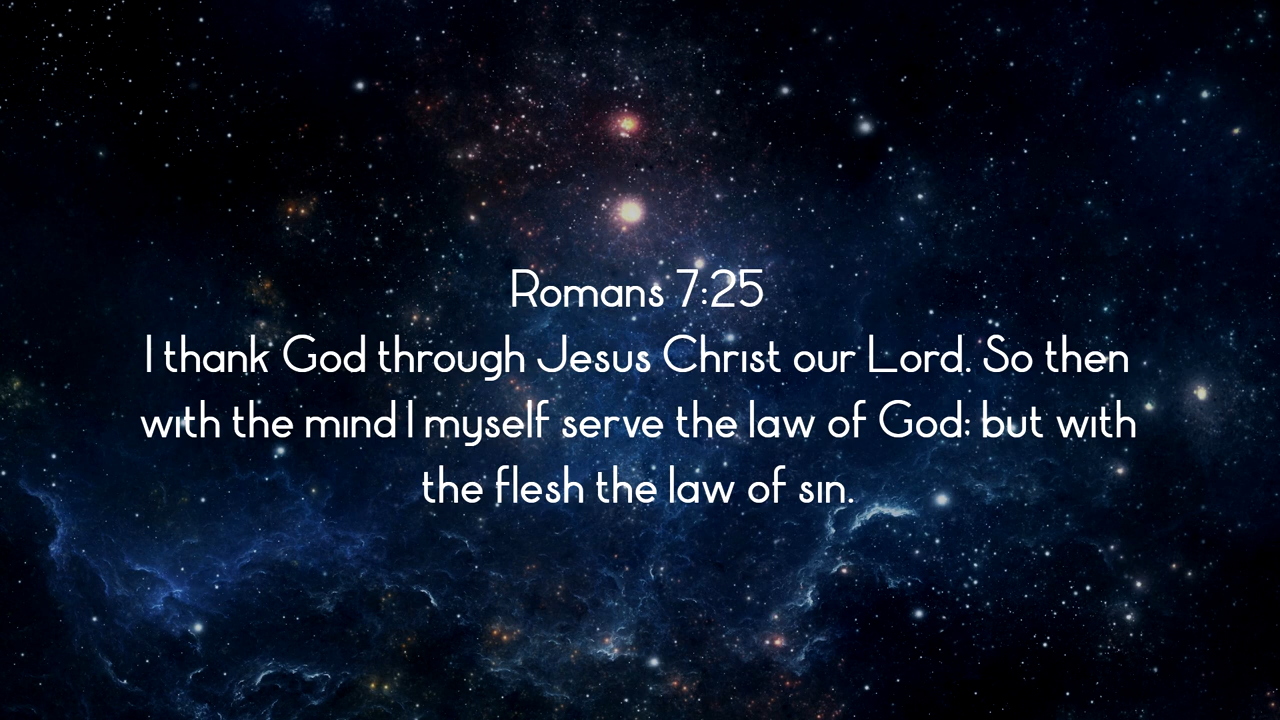 Romans 7:25
I thank God through Jesus Christ our Lord. So then
with the mind I myself serve the law of God; but with
the flesh the law of sin.